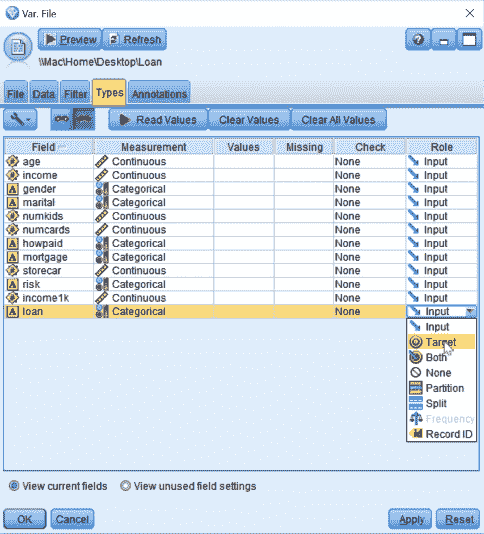 Var. File
Preview Refresh
\\Mac\Home\Desktop\Loan
File Data Filter Types Annotations
Read Values Clear Values Clear All Values
Field Measurement Values Missing Check Role
age Continuous None Input
income Continuous None Input
gender Categorical None Input
marital Categorical None Input
numkids Continuous None Input
numcards Continuous None Input
howpaid Categorical None Input
mortgage Categorical None Input
storecar Continuous None Input
risk Categorical None Input
income1k Continuous None Input
loan Categorical None Input
Input
Target
Both
None
Partition
Split
Frequency
Record ID
View current fields View unused field settings
OK Cancel Apply Reset